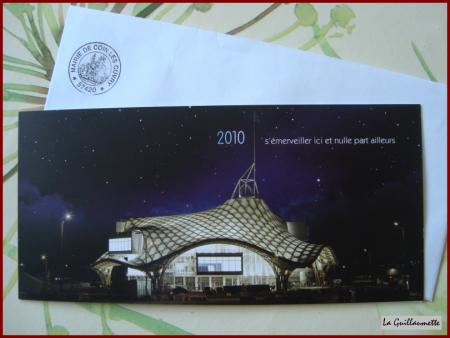 MAIRIE DE COIN LES CUVRY
57420
2010 s'émerveiller ici et nulle part ailleurs
La Guillaumette